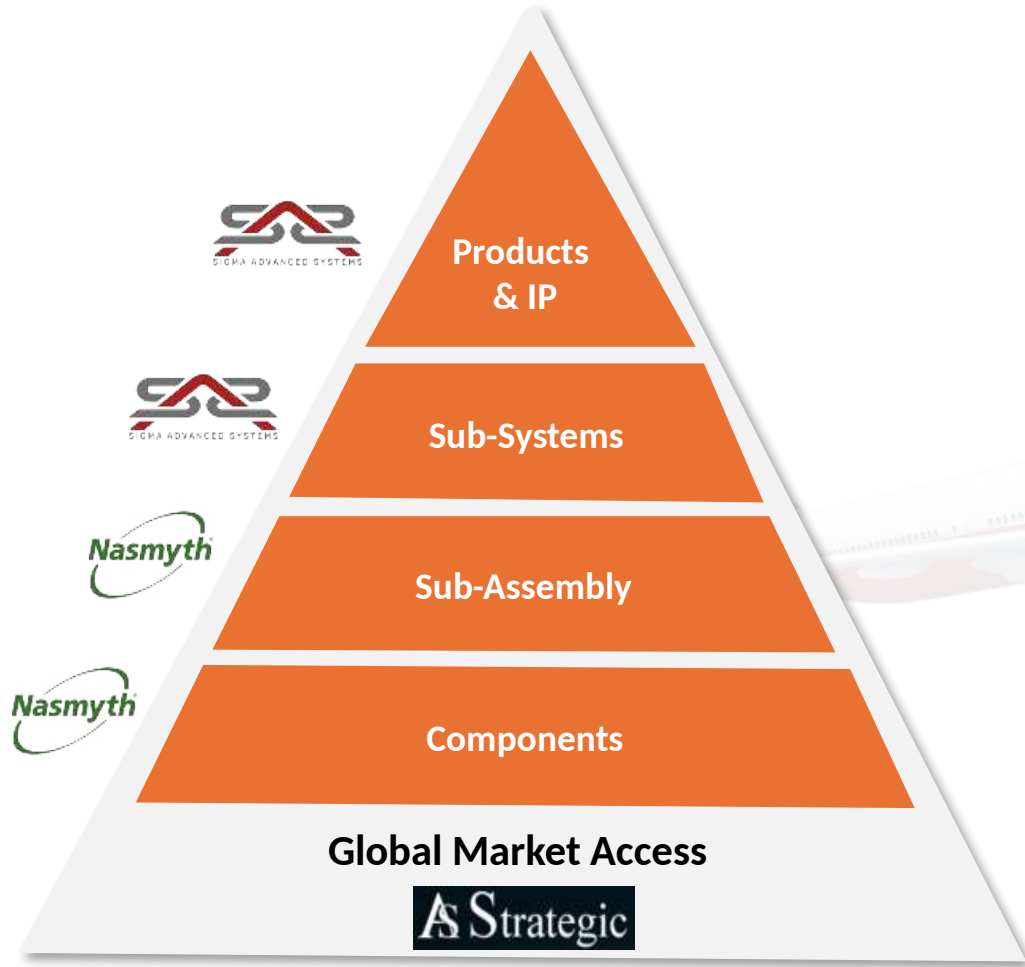 SIGMA ADVANCED SYSTEMS
Products
& IP
SIGMA ADVANCED SYSTEMS
Sub-Systems
Nasmyth
Sub-Assembly
Nasmyth
Components
Global Market Access
AS Strategic